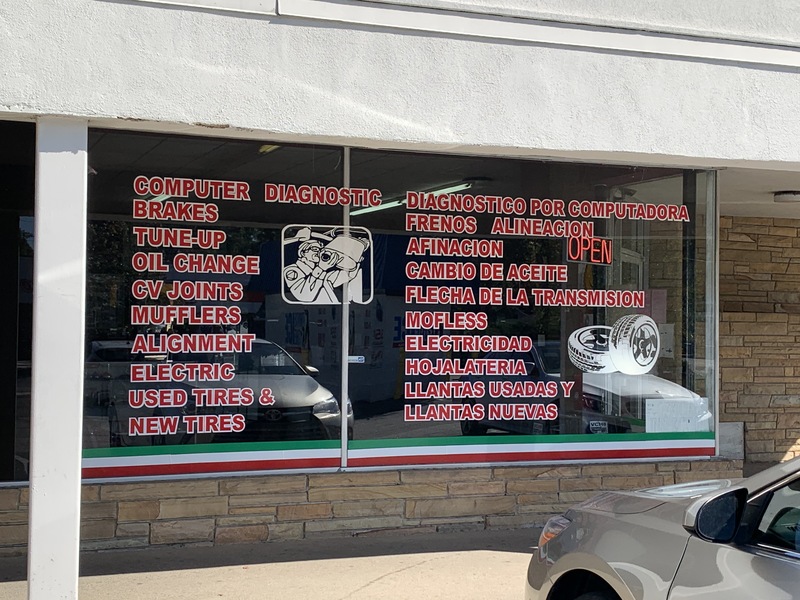 COMPUTER DIAGNOSTIC
BRAKES
TUNE-UP
OIL CHANGE
CV JOINTS
MUFFLERS
ALIGNMENT
ELECTRIC
USED TIRES &
NEW TIRES
DIAGNOSTICO POR COMPUTADORA
FRENOS ALINEACION
OPEN
AFINACION
CAMBIO DE ACEITE
FLECHA DE LA TRANSMISION
MOFLESS
ELECTRICIDAD
HOJALATERIA
LLANTAS USADAS Y
LLANTAS NUEVAS